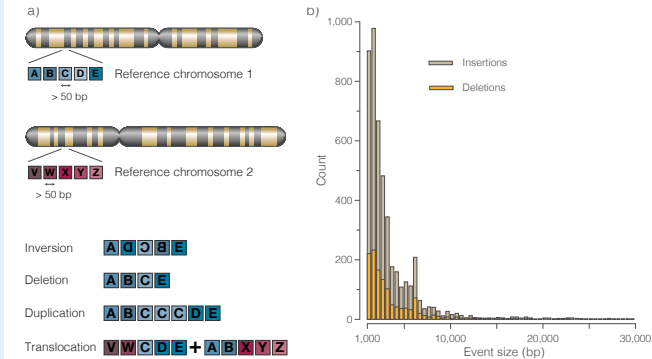 a)
A B C D E
Reference chromosome 1
> 50 bp
V W X Y Z
Reference chromosome 2
> 50 bp
Inversion A D C B E
Deletion A B C E
Duplication A B C C C D E
Translocation V W C D E + A B X Y Z
b)
1,000
800
600
400
200
0
Count
Insertions
Deletions
1,000 10,000 20,000 30,000
Event size (bp)